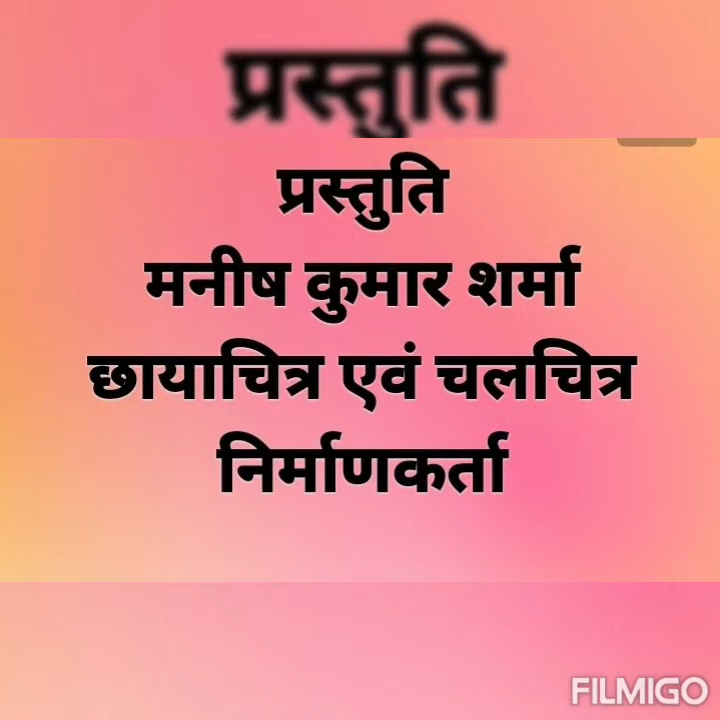 प्रस्तुति
प्रस्तुति
मनीष कुमार शर्मा
छायाचित्र एवं चलचित्र
निर्माणकर्ता
FILMIGO